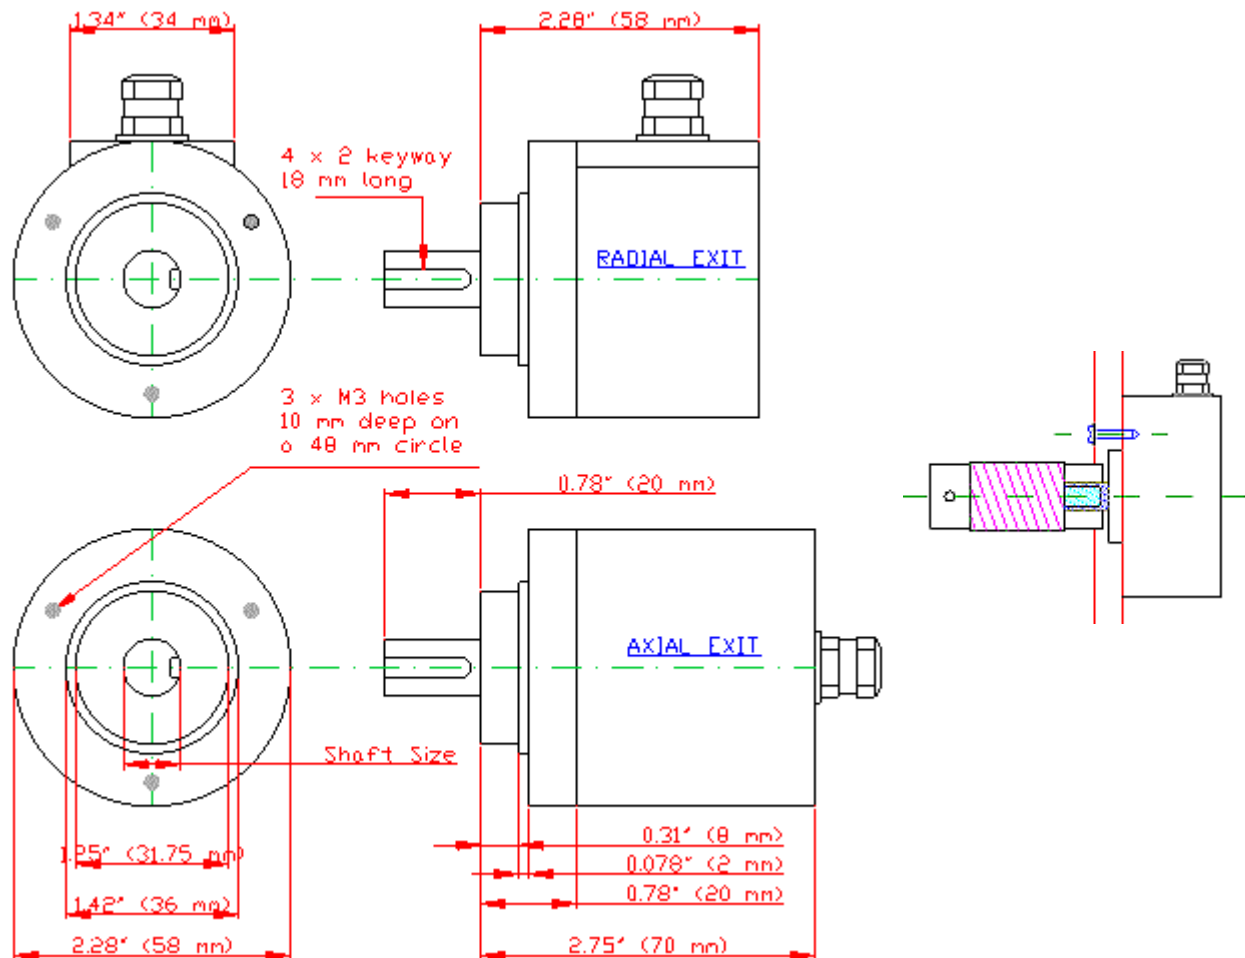 1.34" (34 mm)
2.28" (58 mm)
4 x 2 keyway
18 mm long
RADIAL EXIT
3 x M3 holes
10 mm deep on
a 48 mm circle
0.78" (20 mm)
AXIAL EXIT
Shaft Size
0.31" (8 mm)
1.25" (31.75 mm)
0.078" (2 mm)
0.78" (20 mm)
1.42" (36 mm)
2.28" (58 mm)
2.75" (70 mm)